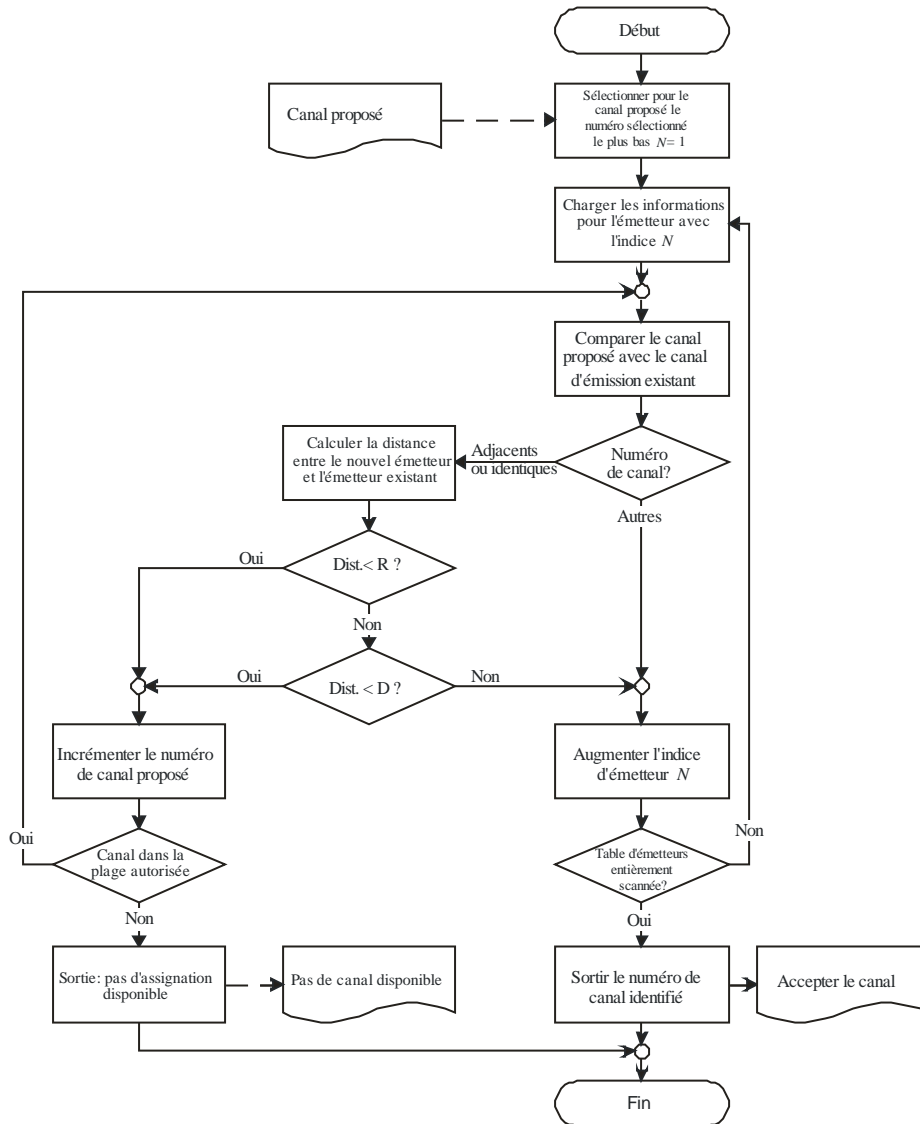 Début
Canal proposé
Sélectionner pour le
canal proposé le
numéro sélectionné
le plus bas N= 1
Charger les informations
pour l'émetteur avec
l'indice N
Comparer le canal
proposé avec le canal
d'émission existant
Calculer la distance
entre le nouvel émetteur
et l'émetteur existant
Adjacents
ou identiques
Numéro
de canal?
Autres
Oui
Dist.< R ?
Non
Oui
Dist. < D ?
Non
Incrémenter le numéro
de canal proposé
Augmenter l'indice
d'émetteur N
Oui
Canal dans la
plage autorisée
Table d'émetteurs
entièrement
scannée?
Non
Non
Oui
Sortie: pas d'assignation
disponible
Pas de canal disponible
Sortir le numéro de
canal identifié
Accepter le canal
Fin